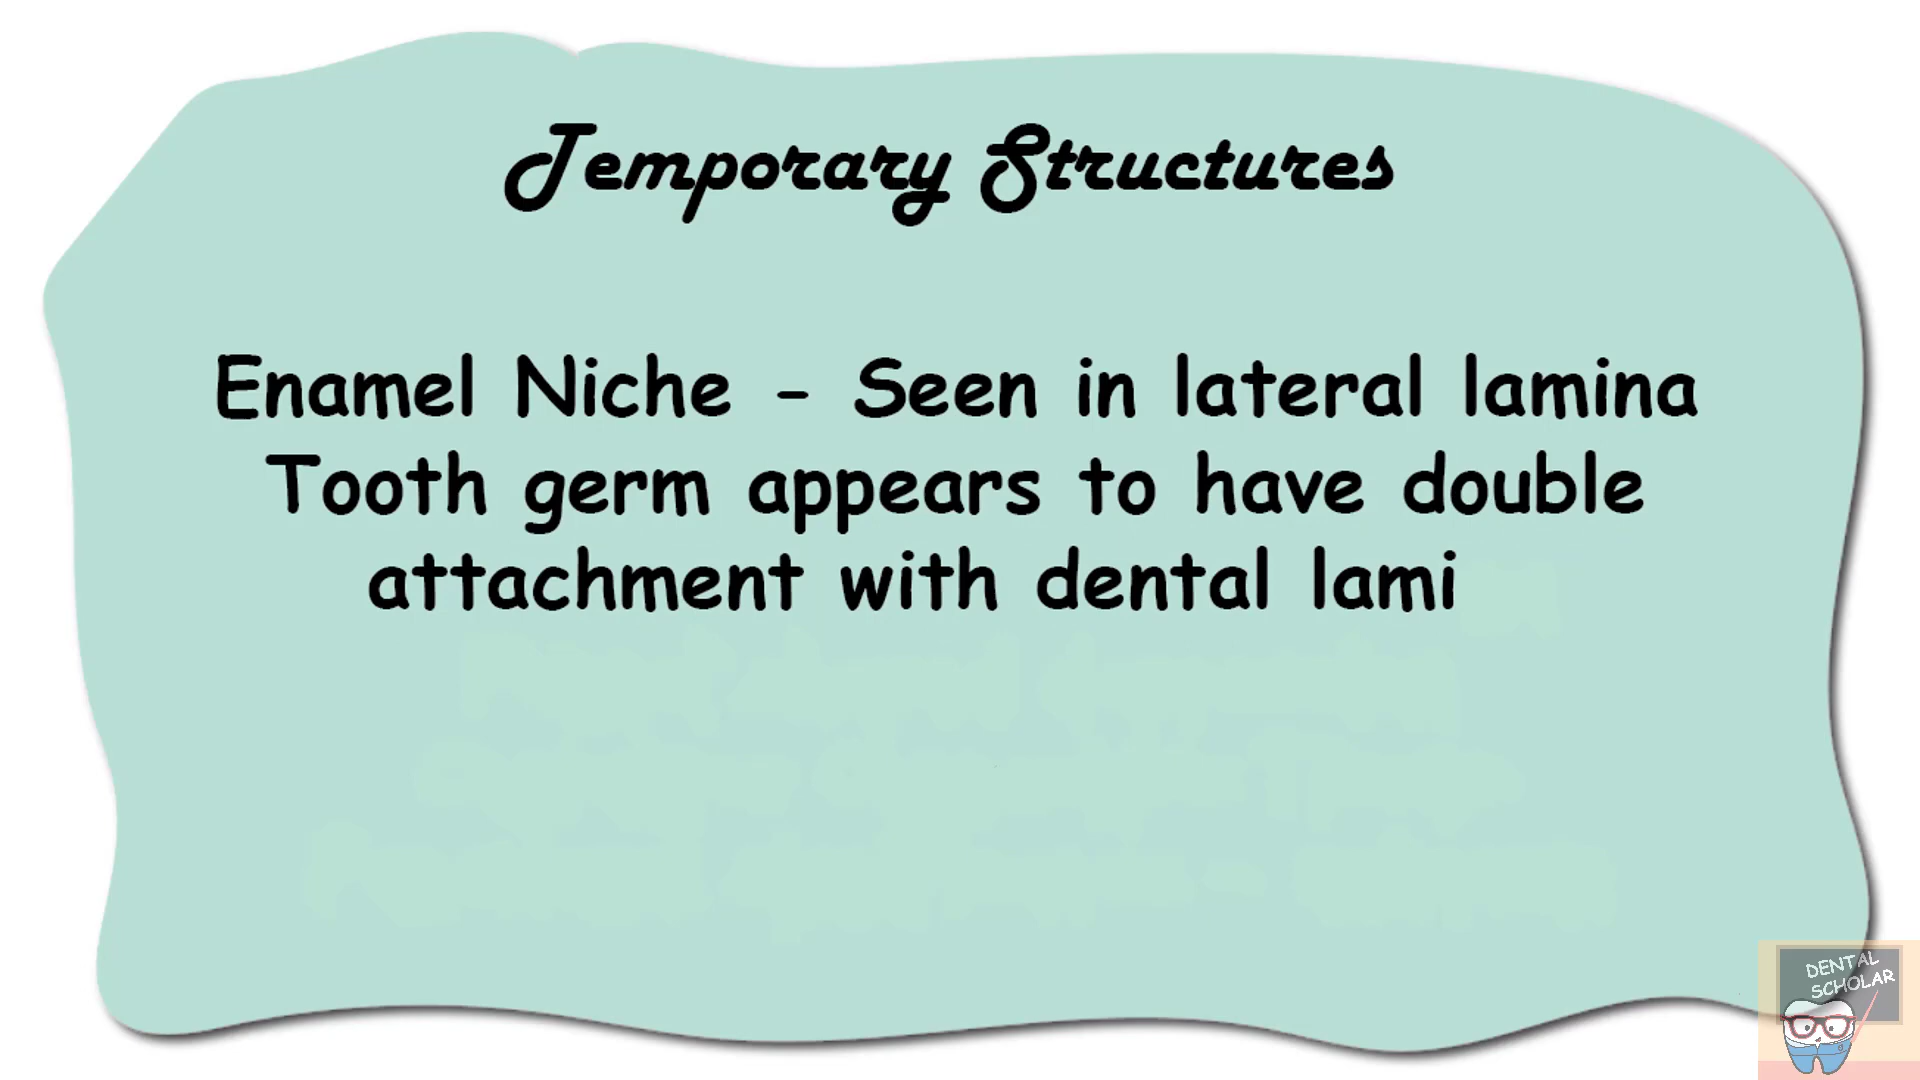 Temporary Structures
Enamel Niche - Seen in lateral lamina
Tooth germ appears to have double
attachment with dental lami
DENTAL
SCHOLAR